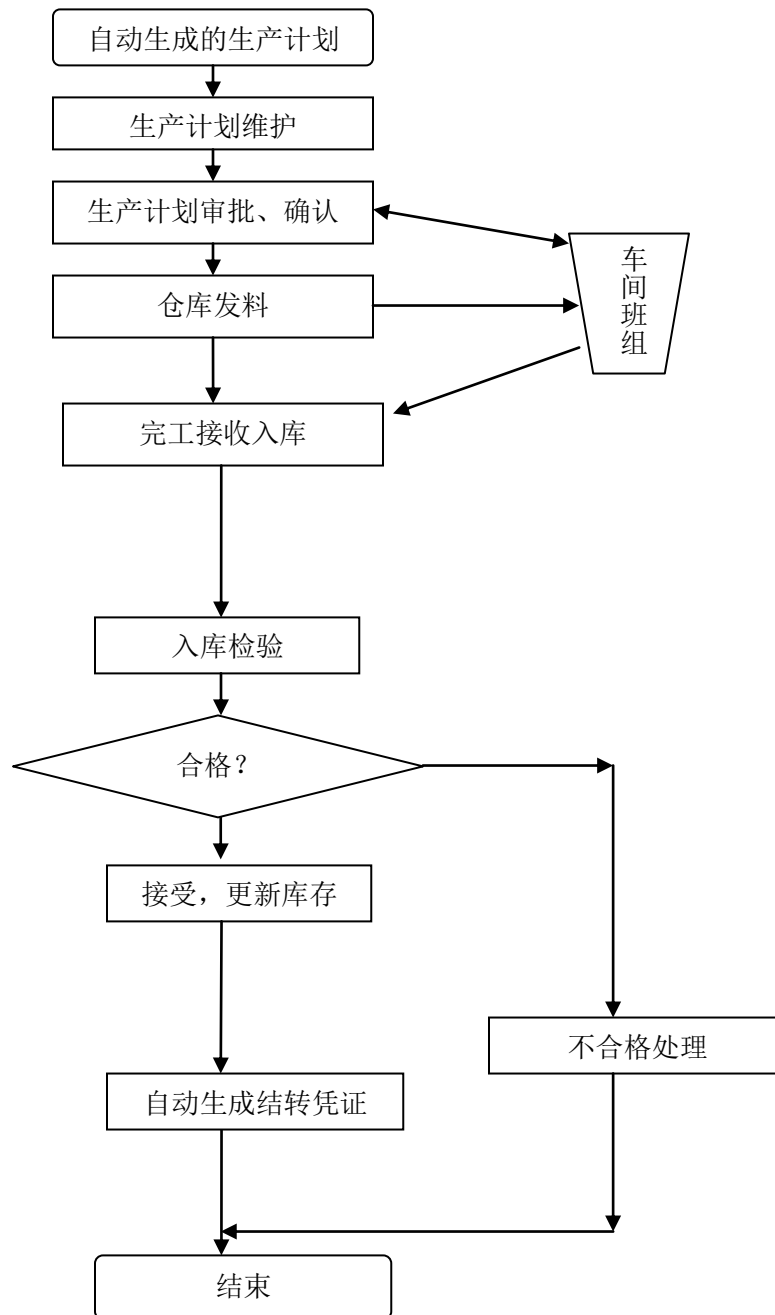 自动生成的生产计划
生产计划维护
生产计划审批、确认
车间班组
仓库发料
完工接收入库
入库检验
合格？
接受，更新库存
不合格处理
自动生成结转凭证
结束